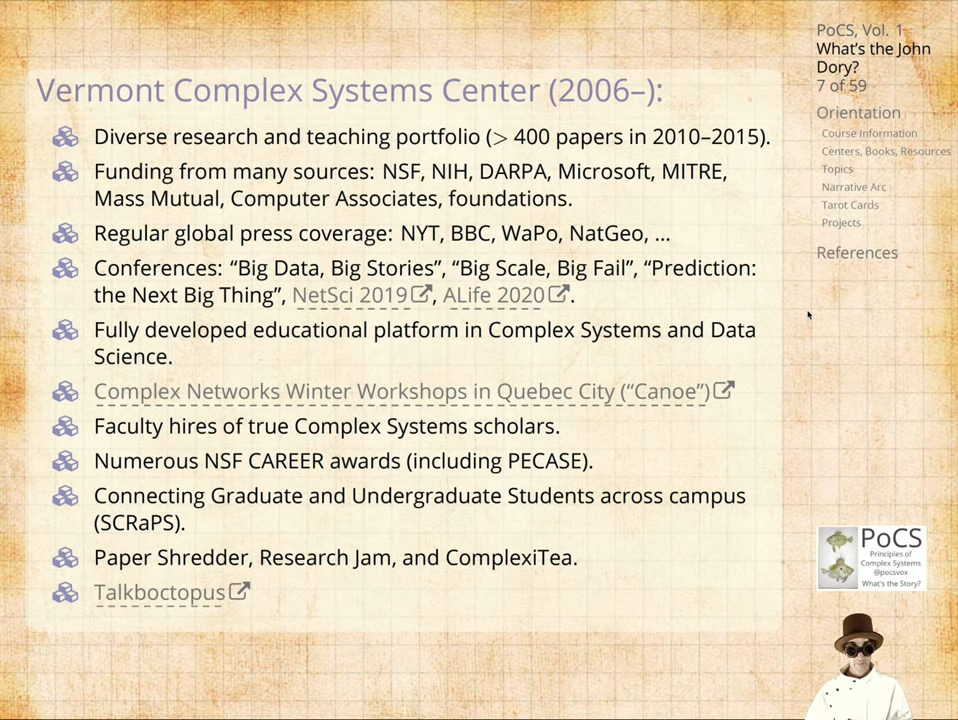 Vermont Complex Systems Center (2006–):
Diverse research and teaching portfolio (> 400 papers in 2010–2015).
Funding from many sources: NSF, NIH, DARPA, Microsoft, MITRE,
Mass Mutual, Computer Associates, foundations.
Regular global press coverage: NYT, BBC, WaPo, NatGeo, ...
Conferences: “Big Data, Big Stories”, “Big Scale, Big Fail”, “Prediction:
the Next Big Thing”, NetSci 2019, ALife 2020.
Fully developed educational platform in Complex Systems and Data
Science.
Complex Networks Winter Workshops in Quebec City (“Canoe”)
Faculty hires of true Complex Systems scholars.
Numerous NSF CAREER awards (including PECASE).
Connecting Graduate and Undergraduate Students across campus
(SCRaPS).
Paper Shredder, Research Jam, and ComplexiTea.
Talkboctopus
PoCS, Vol. 1
What’s the John
Dory?
7 of 59
Orientation
Course Information
Centers, Books, Resources
Topics
Narrative Arc
Tarot Cards
Projects
References
PoCS
Principles of
Complex Systems
@pocsvox
What's the Story?